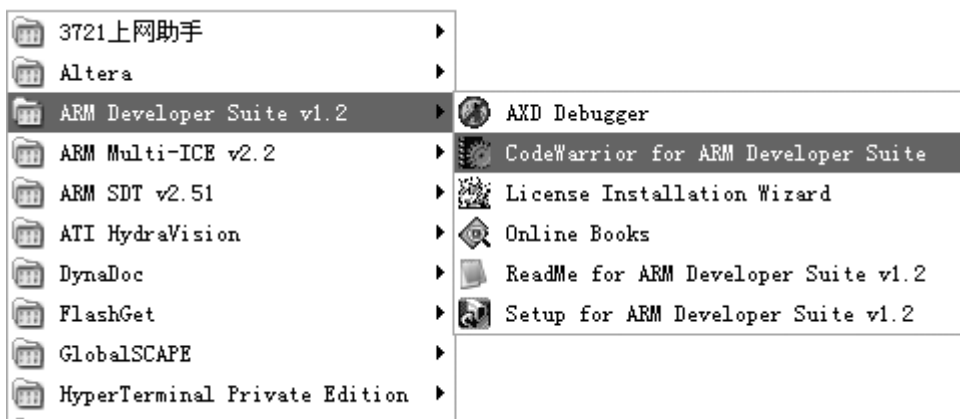 3721上网助手
Altera
ARM Developer Suite v1.2
ARM Multi-ICE v2.2
ARM SDT v2.51
ATI HydraVision
DynaDoc
FlashGet
GlobalSCAPE
HyperTerminal Private Edition
AXD Debugger
CodeWarrior for ARM Developer Suite
License Installation Wizard
Online Books
ReadMe for ARM Developer Suite v1.2
Setup for ARM Developer Suite v1.2